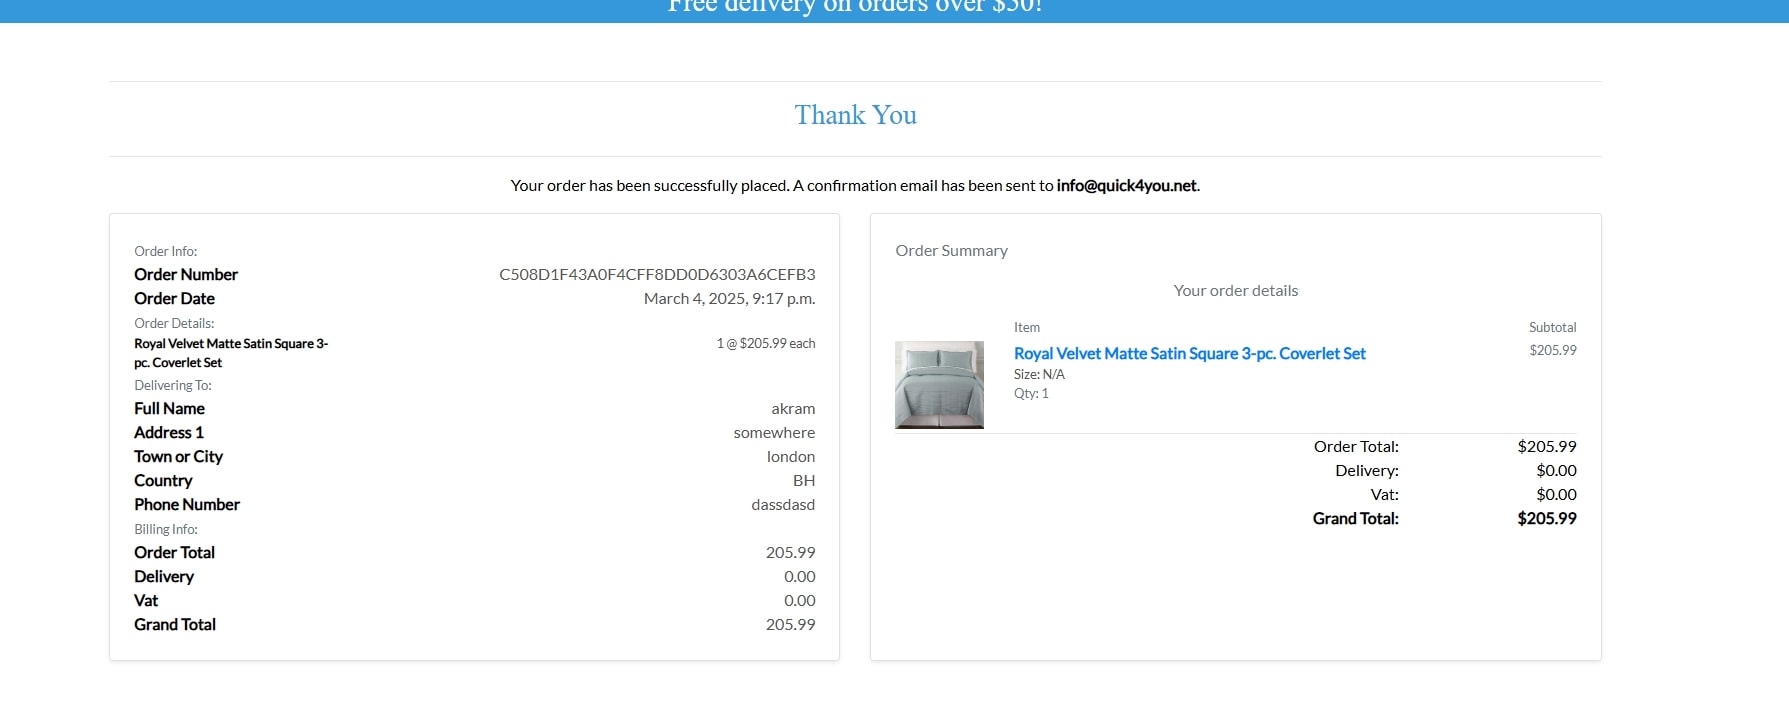 Free delivery on orders over $50!
Thank You
Your order has been successfully placed. A confirmation email has been sent to info@quick4you.net.
Order Info:
Order Number C508D1F43A0F4CFF8DD0D6303A6CEFB3
Order Date March 4, 2025, 9:17 p.m.
Order Details:
Royal Velvet Matte Satin Square 3- 1 @ $205.99 each
pc. Coverlet Set
Delivering To:
Full Name akram
Address 1 somewhere
Town or City london
Country BH
Phone Number dassdasd
Billing Info:
Order Total 205.99
Delivery 0.00
Vat 0.00
Grand Total 205.99
Order Summary
Your order details
Item Subtotal
Royal Velvet Matte Satin Square 3-pc. Coverlet Set $205.99
Size: N/A
Qty: 1
Order Total: $205.99
Delivery: $0.00
Vat: $0.00
Grand Total: $205.99